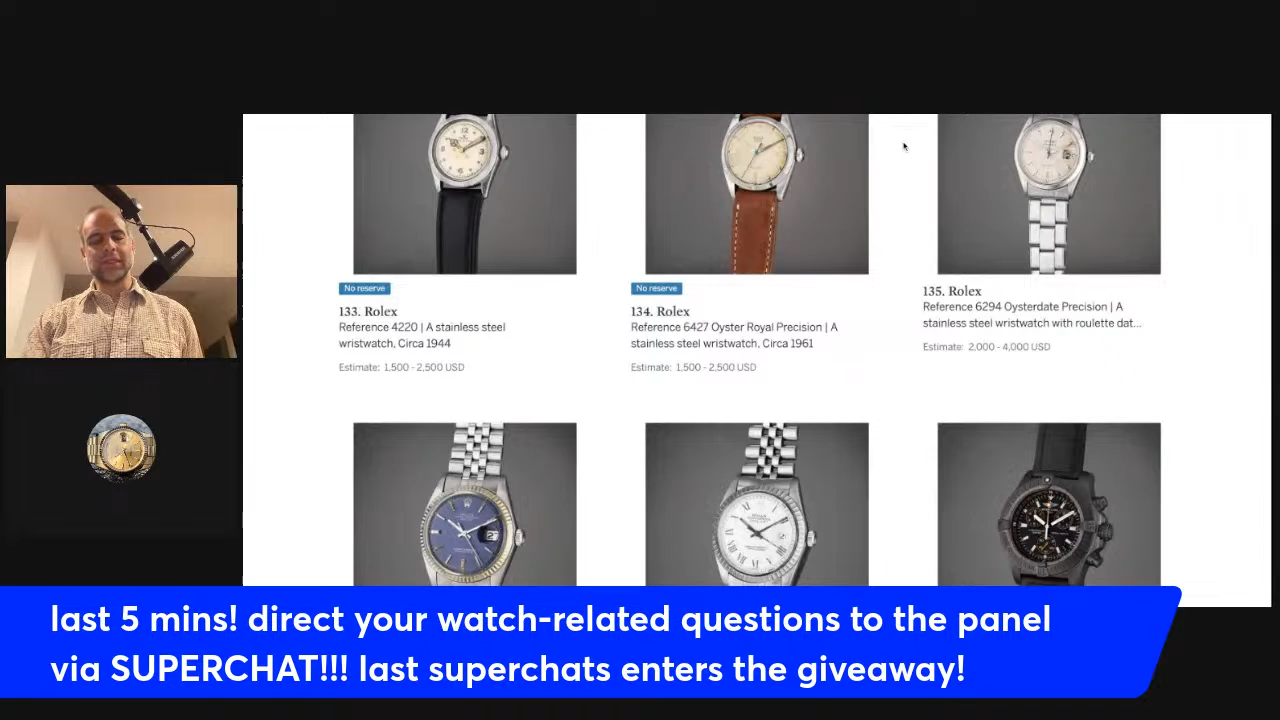 No reserve
133. Rolex
Reference 4220 | A stainless steel
wristwatch, Circa 1944
Estimate: 1,500 - 2,500 USD
No reserve
134. Rolex
Reference 6427 Oyster Royal Precision | A
stainless steel wristwatch, Circa 1961
Estimate: 1,500 - 2,500 USD
135. Rolex
Reference 6294 Oysterdate Precision | A
stainless steel wristwatch with roulette dat...
Estimate: 2,000 - 4,000 USD
last 5 mins! direct your watch-related questions to the panel
via SUPERCHAT!!! last superchats enters the giveaway!